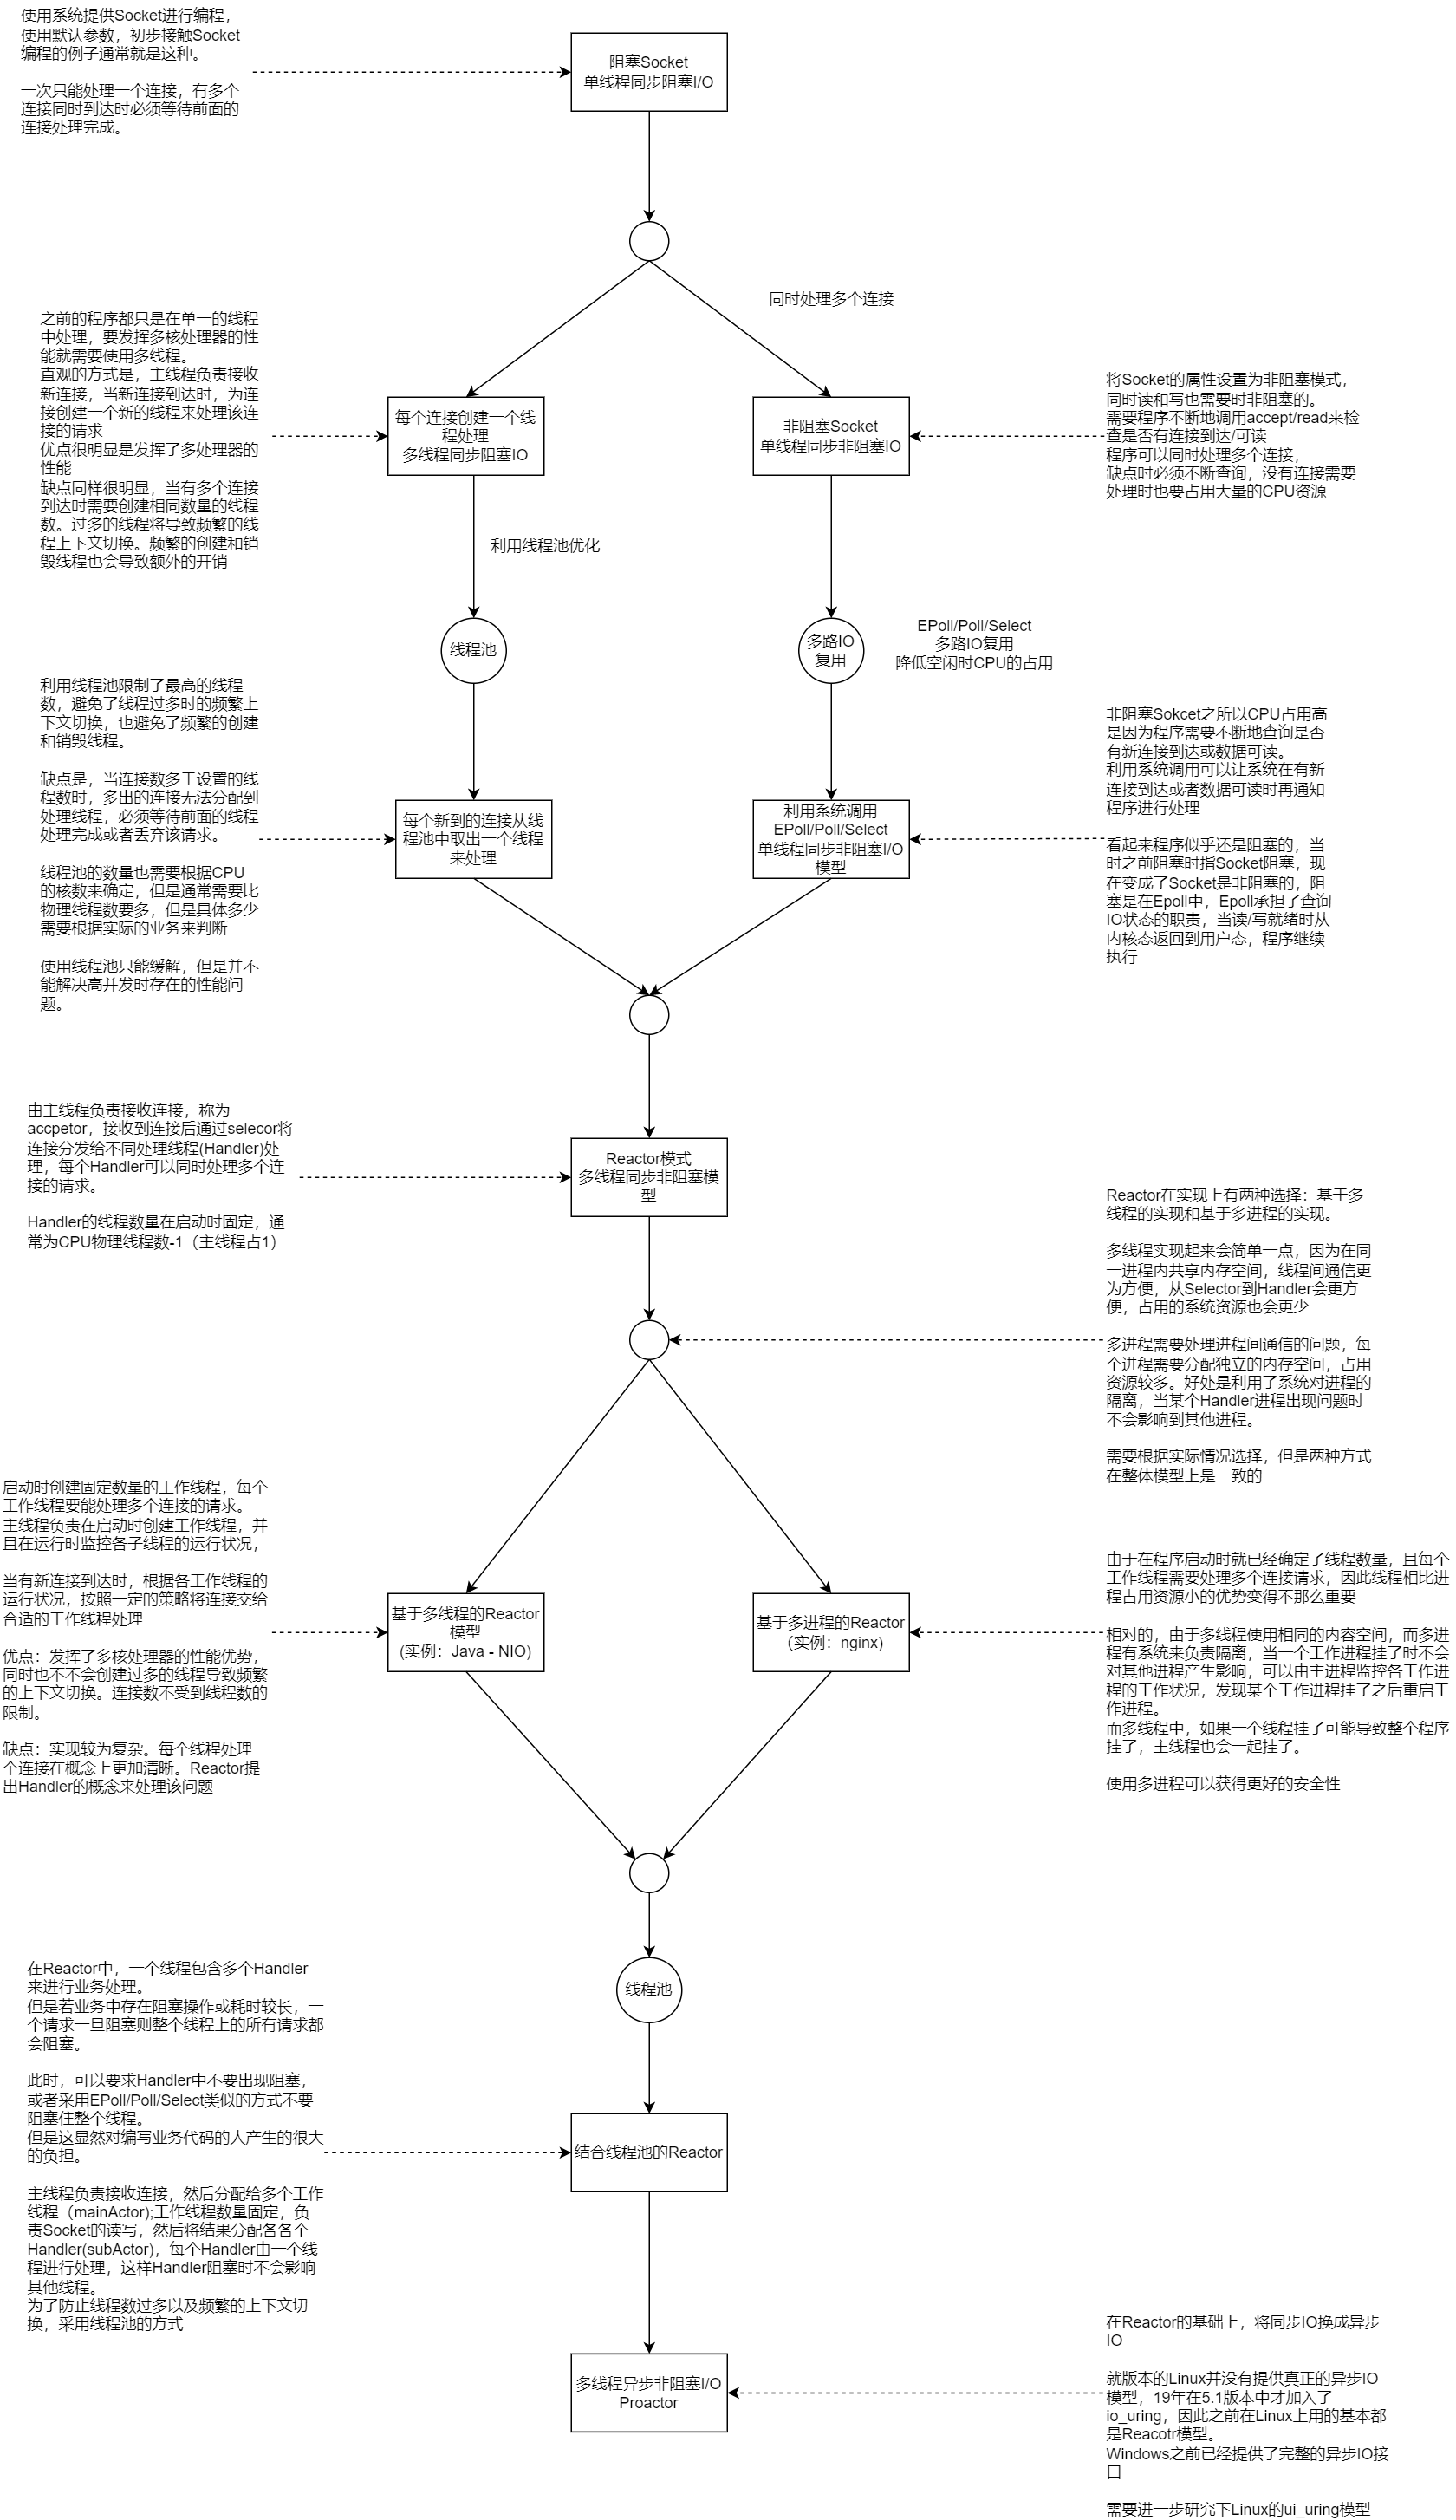 使用系统提供Socket进行编程，
使用默认参数，初步接触Socket
编程的例子通常就是这种。
一次只能处理一个连接，有多个
连接同时到达时必须等待前面的
连接处理完成。
阻塞Socket
单线程同步阻塞I/O
同时处理多个连接
之前的程序都只是在单一的线程
中处理，要发挥多核处理器的性
能就需要使用多线程。
直观的方式是，主线程负责接收
新连接，当新连接到达时，为连
接创建一个新的线程来处理该连
接的请求
优点很明显是发挥了多处理器的
性能
缺点同样很明显，当有多个连接
到达时需要创建相同数量的线程
数。过多的线程将导致频繁的线
程上下文切换。频繁的创建和销
毁线程也会导致额外的开销
每个连接创建一个线
程处理
多线程同步阻塞IO
非阻塞Socket
单线程同步非阻塞IO
将Socket的属性设置为非阻塞模式，
同时读和写也需要时非阻塞的。
需要程序不断地调用accept/read来检
查是否有连接到达/可读
程序可以同时处理多个连接，
缺点时必须不断查询，没有连接需要
处理时也要占用大量的CPU资源
利用线程池优化
线程池
多路IO
复用
EPoll/Poll/Select
多路IO复用
降低空闲时CPU的占用
利用线程池限制了最高的线程
数，避免了线程过多时的频繁上
下文切换，也避免了频繁的创建
和销毁线程。
缺点是，当连接数多于设置的线
程数时，多出的连接无法分配到
处理线程，必须等待前面的线程
处理完成或者丢弃该请求。
线程池的数量也需要根据CPU
的核数来确定，但是通常需要比
物理线程数要多，但是具体多少
需要根据实际的业务来判断
使用线程池只能缓解，但是并不
能解决高并发时存在的性能问
题。
每个新到的连接从线
程池中取出一个线程
来处理
利用系统调用
EPoll/Poll/Select
单线程同步非阻塞I/O
模型
非阻塞Sokcet之所以CPU占用高
是因为程序需要不断地查询是否
有新连接到达或数据可读。
利用系统调用可以让系统在有新
连接到达或者数据可读时再通知
程序进行处理
看起来程序似乎还是阻塞的，当
时之前阻塞时指Socket阻塞，现
在变成了Socket是非阻塞的，阻
塞是在Epoll中，Epoll承担了查询
IO状态的职责，当读/写就绪时从
内核态返回到用户态，程序继续
执行
由主线程负责接收连接，称为
accpetor，接收到连接后通过selecor将
连接分发给不同处理线程(Handler)处
理，每个Handler可以同时处理多个连
接的请求。
Handler的线程数量在启动时固定，通
常为CPU物理线程数-1（主线程占1）
Reactor模式
多线程同步非阻塞模
型
Reactor在实现上有两种选择：基于多
线程的实现和基于多进程的实现。
多线程实现起来会简单一点，因为在同
一进程内共享内存空间，线程间通信更
为方便，从Selector到Handler会更方
便，占用的系统资源也会更少
多进程需要处理进程间通信的问题，每
个进程需要分配独立的内存空间，占用
资源较多。好处是利用了系统对进程的
隔离，当某个Handler进程出现问题时
不会影响到其他进程。
需要根据实际情况选择，但是两种方式
在整体模型上是一致的
启动时创建固定数量的工作线程，每个
工作线程要能处理多个连接的请求。
主线程负责在启动时创建工作线程，并
且在运行时监控各子线程的运行状况，
当有新连接到达时，根据各工作线程的
运行状况，按照一定的策略将连接交给
合适的工作线程处理
优点：发挥了多核处理器的性能优势，
同时也不不会创建过多的线程导致频繁
的上下文切换。连接数不受到线程数的
限制。
缺点：实现较为复杂。每个线程处理一
个连接在概念上更加清晰。Reactor提
出Handler的概念来处理该问题
基于多线程的Reactor
模型
(实例：Java - NIO)
基于多进程的Reactor
（实例：nginx)
由于在程序启动时就已经确定了线程数量，且每个
工作线程需要处理多个连接请求，因此线程相比进
程占用资源小的优势变得不那么重要
相对的，由于多线程使用相同的内容空间，而多进
程有系统来负责隔离，当一个工作进程挂了时不会
对其他进程产生影响，可以由主进程监控各工作进
程的工作状况，发现某个工作进程挂了之后重启工
作进程。
而多线程中，如果一个线程挂了可能导致整个程序
挂了，主线程也会一起挂了。
使用多进程可以获得更好的安全性
线程池
在Reactor中，一个线程包含多个Handler
来进行业务处理。
但是若业务中存在阻塞操作或耗时较长，一
个请求一旦阻塞则整个线程上的所有请求都
会阻塞。
此时，可以要求Handler中不要出现阻塞，
或者采用EPoll/Poll/Select类似的方式不要
阻塞住整个线程。
但是这显然对编写业务代码的人产生的很大
的负担。
主线程负责接收连接，然后分配给多个工作
线程（mainActor);工作线程数量固定，负
责Socket的读写，然后将结果分配各各个
Handler(subActor)，每个Handler由一个线
程进行处理，这样Handler阻塞时不会影响
其他线程。
为了防止线程数过多以及频繁的上下文切
换，采用线程池的方式
结合线程池的Reactor
多线程异步非阻塞I/O
Proactor
在Reactor的基础上，将同步IO换成异步
IO
就版本的Linux并没有提供真正的异步IO
模型，19年在5.1版本中才加入了
io_uring，因此之前在Linux上用的基本都
是Reacotr模型。
Windows之前已经提供了完整的异步IO接
口
需要进一步研究下Linux的ui_uring模型